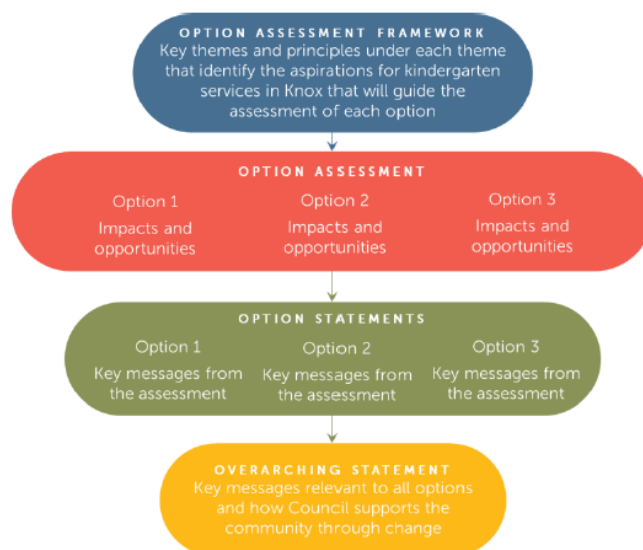 OPTION ASSESSMENT FRAMEWORK
Key themes and principles under each theme
that identify the aspirations for kindergarten
services in Knox that will guide the
assessment of each option
OPTION ASSESSMENT
Option 1
Impacts and
opportunities
Option 2
Impacts and
opportunities
Option 3
Impacts and
opportunities
OPTION STATEMENTS
Option 1
Key messages from
the assessment
Option 2
Key messages from
the assessment
Option 3
Key messages from
the assessment
OVERARCHING STATEMENT
Key messages relevant to all options
and how Council supports the
community through change